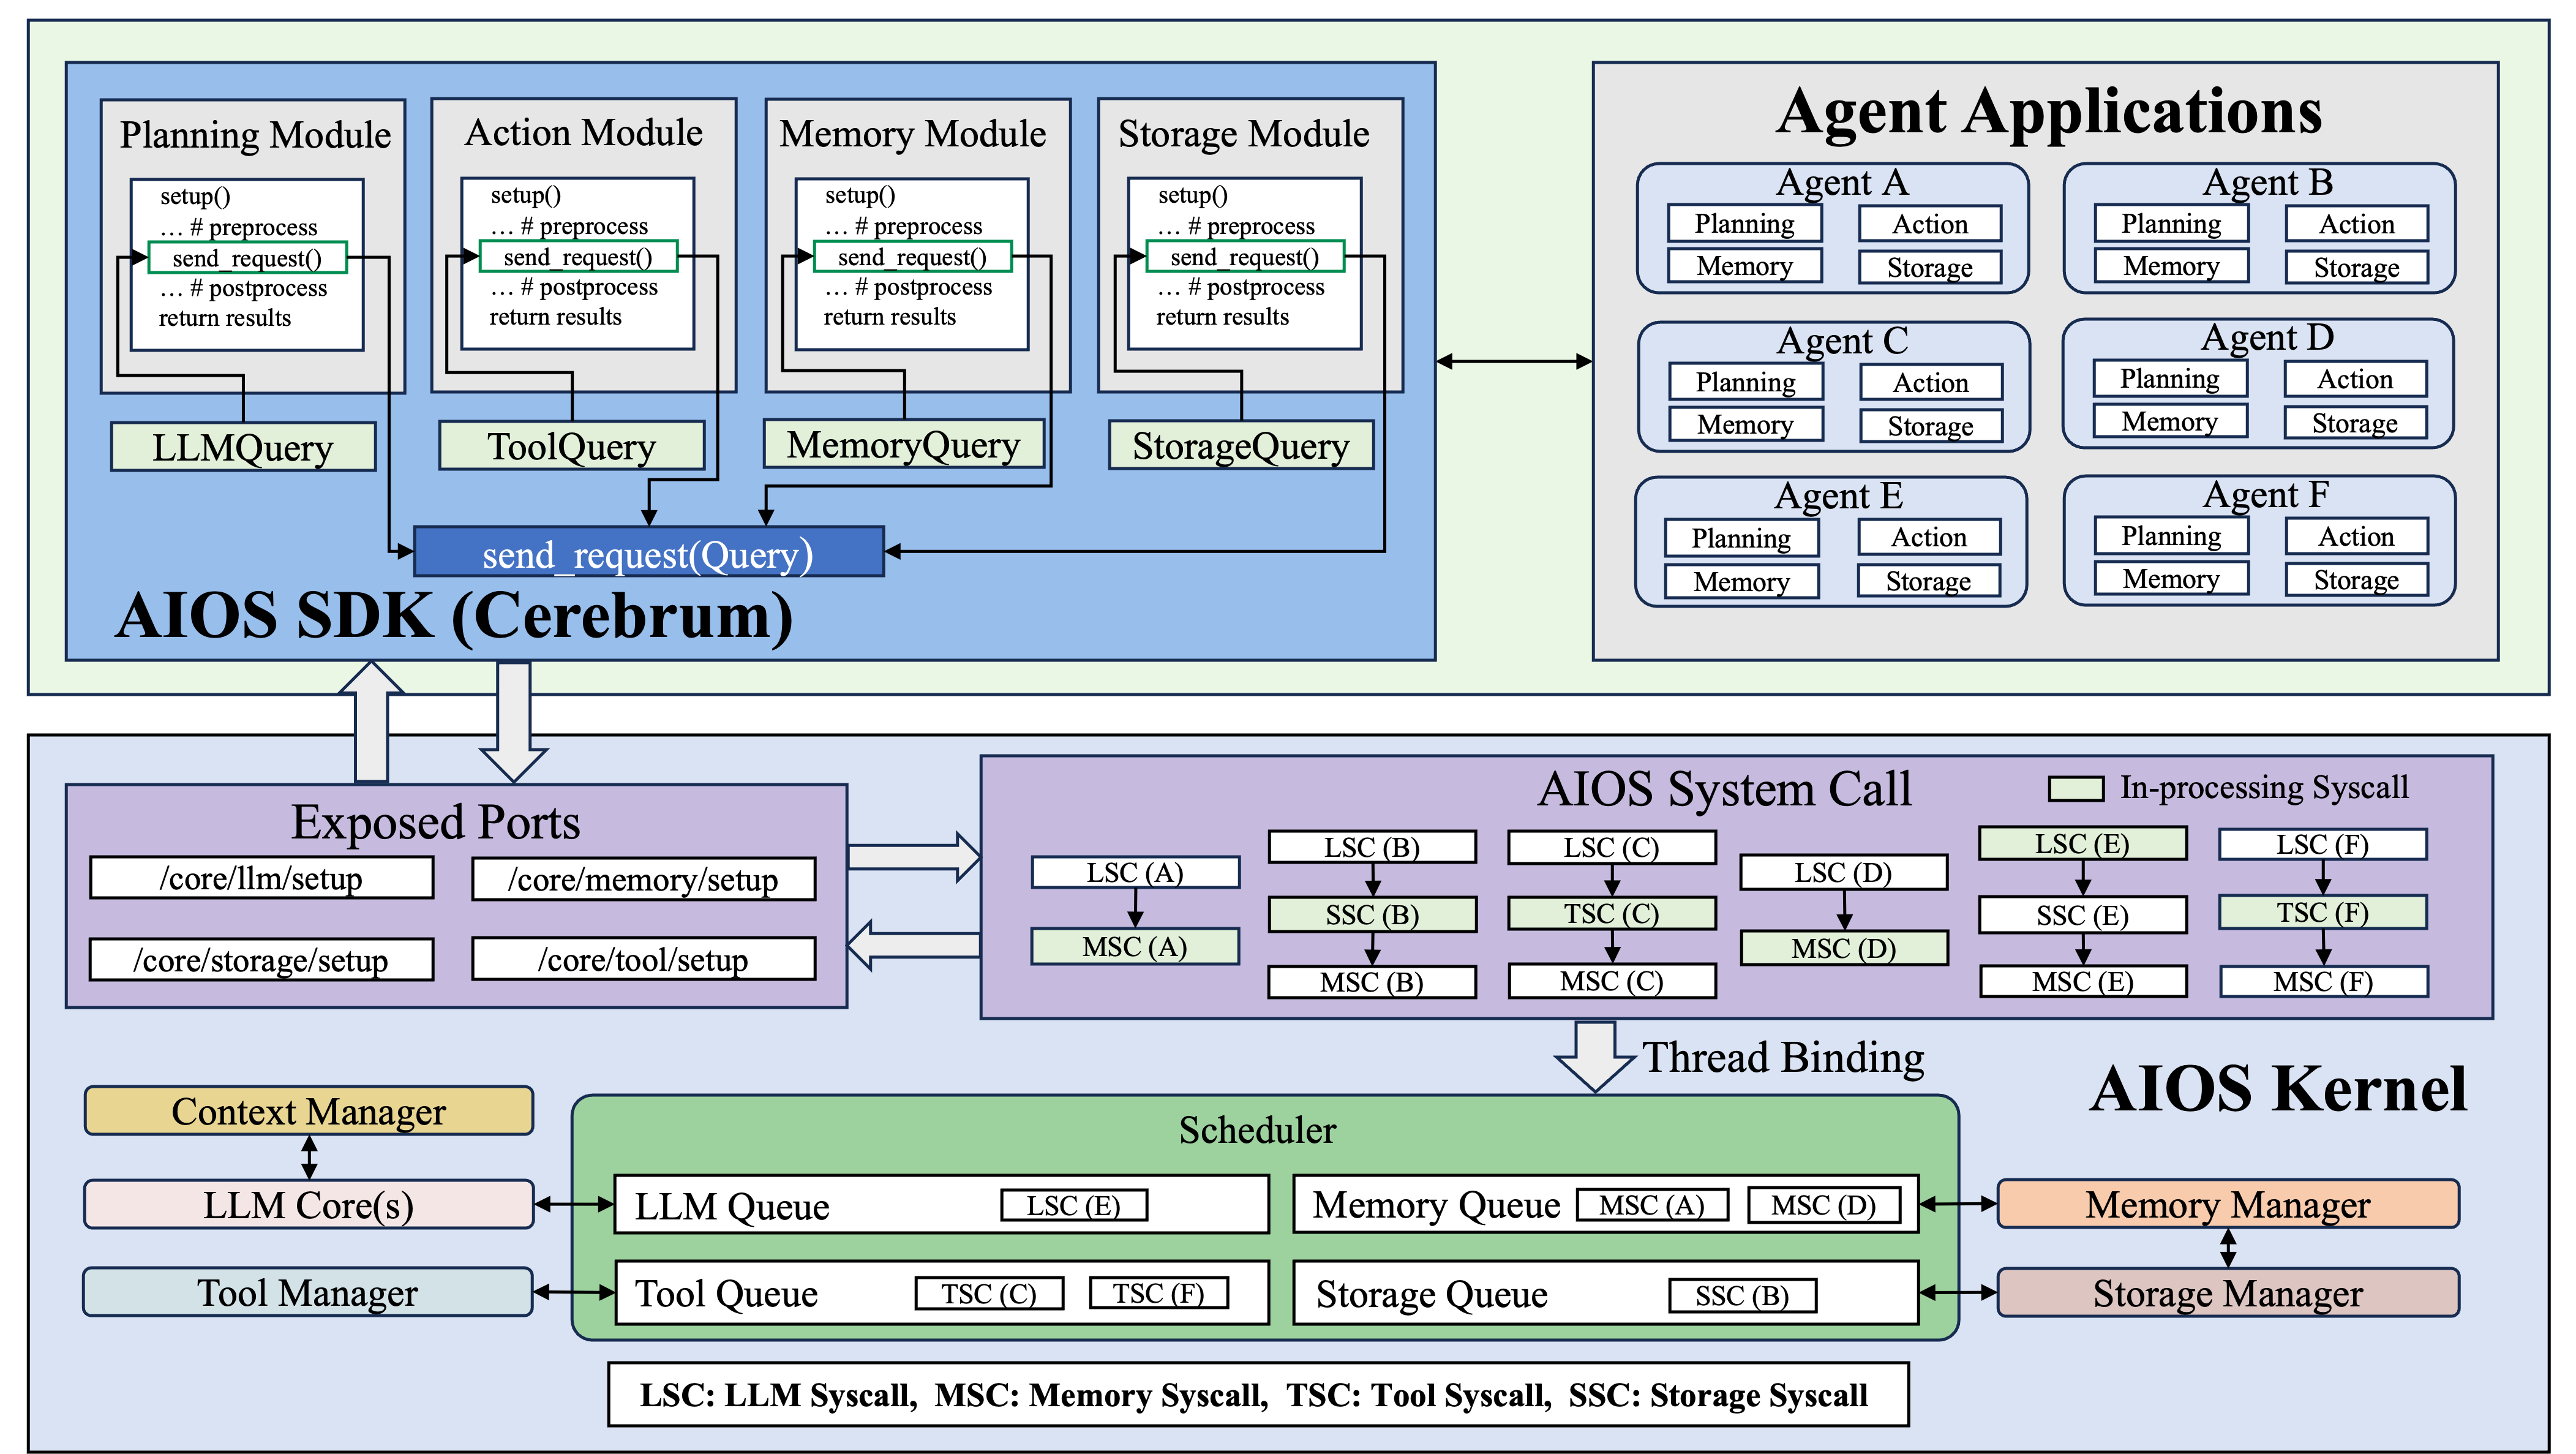 Planning Module
setup()
… # preprocess
send_request()
… # postprocess
return results
LLMQuery
Action Module
setup()
… # preprocess
send_request()
… # postprocess
return results
ToolQuery
Memory Module
setup()
… # preprocess
send_request()
… # postprocess
return results
MemoryQuery
Storage Module
setup()
… # preprocess
send_request()
… # postprocess
return results
StorageQuery
send_request(Query)
AIOS SDK (Cerebrum)
Agent Applications
Agent A
Planning Action
Memory Storage
Agent B
Planning Action
Memory Storage
Agent C
Planning Action
Memory Storage
Agent D
Planning Action
Memory Storage
Agent E
Planning Action
Memory Storage
Agent F
Planning Action
Memory Storage
Exposed Ports
/core/llm/setup
/core/memory/setup
/core/storage/setup
/core/tool/setup
AIOS System Call
In-processing Syscall
LSC (A)
MSC (A)
LSC (B)
SSC (B)
MSC (B)
LSC (C)
TSC (C)
MSC (C)
LSC (D)
MSC (D)
LSC (E)
SSC (E)
MSC (E)
LSC (F)
TSC (F)
MSC (F)
Thread Binding
AIOS Kernel
Context Manager
LLM Core(s)
Tool Manager
Scheduler
LLM Queue LSC (E)
Memory Queue MSC (A) MSC (D)
Tool Queue TSC (C) TSC (F)
Storage Queue SSC (B)
Memory Manager
Storage Manager
LSC: LLM Syscall, MSC: Memory Syscall, TSC: Tool Syscall, SSC: Storage Syscall